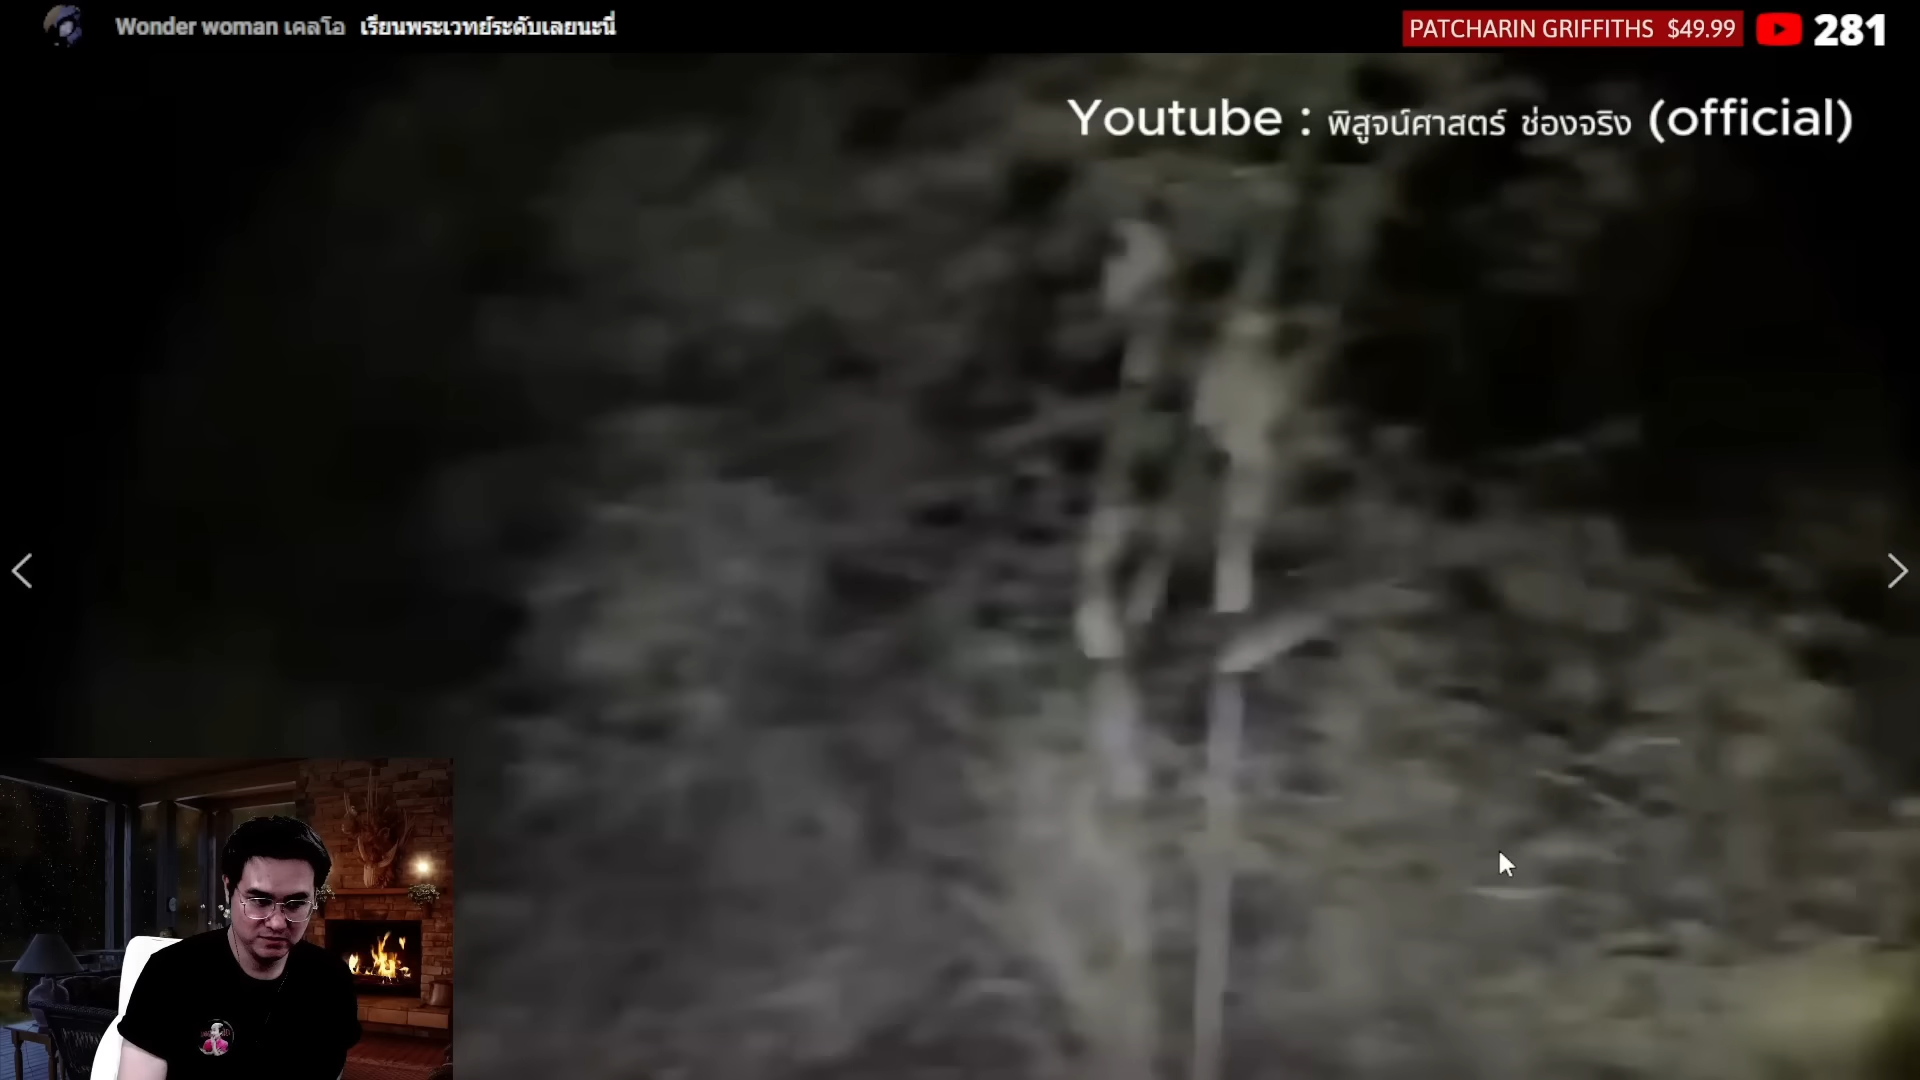 Wonder woman เคลโอ เรียนพระเวทย์ระดับเลยนะนี่
PATCHARIN GRIFFITHS $49.99
281
Youtube : พิสูจน์ศาสตร์ ช่องจริง (official)